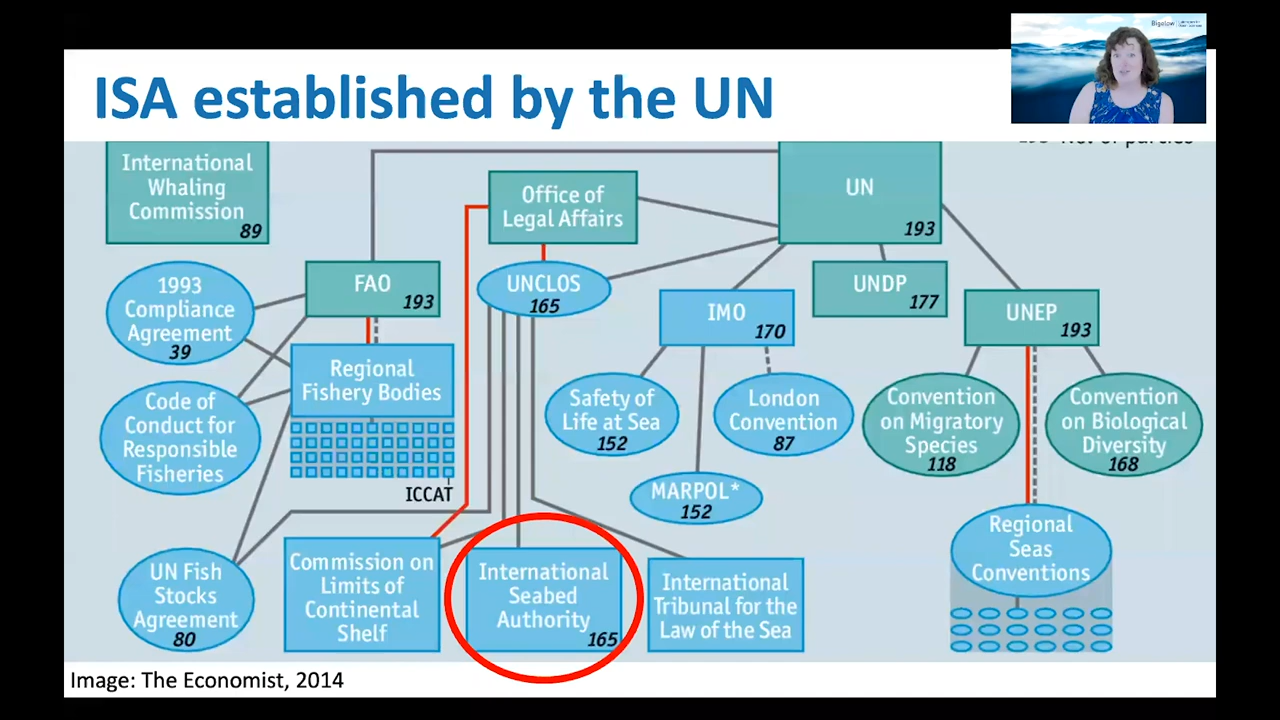 Bigelow
ISA established by the UN
International
Whaling
Commission
89
Office of
Legal Affairs
UN
193
FAO
193
UNCLOS
165
UNDP
177
IMO
170
UNEP
193
1993
Compliance
Agreement
39
Regional
Fishery Bodies
Code of
Conduct for
Responsible
Fisheries
ICCAT
Safety of
Life at Sea
152
London
Convention
87
MARPOL*
152
Convention
on Migratory
Species
118
Convention
on Biological
Diversity
168
Regional
Seas
Conventions
UN Fish
Stocks
Agreement
80
Commission on
Limits of
Continental
Shelf
International
Seabed
Authority
165
International
Tribunal for the
Law of the Sea
Image: The Economist, 2014